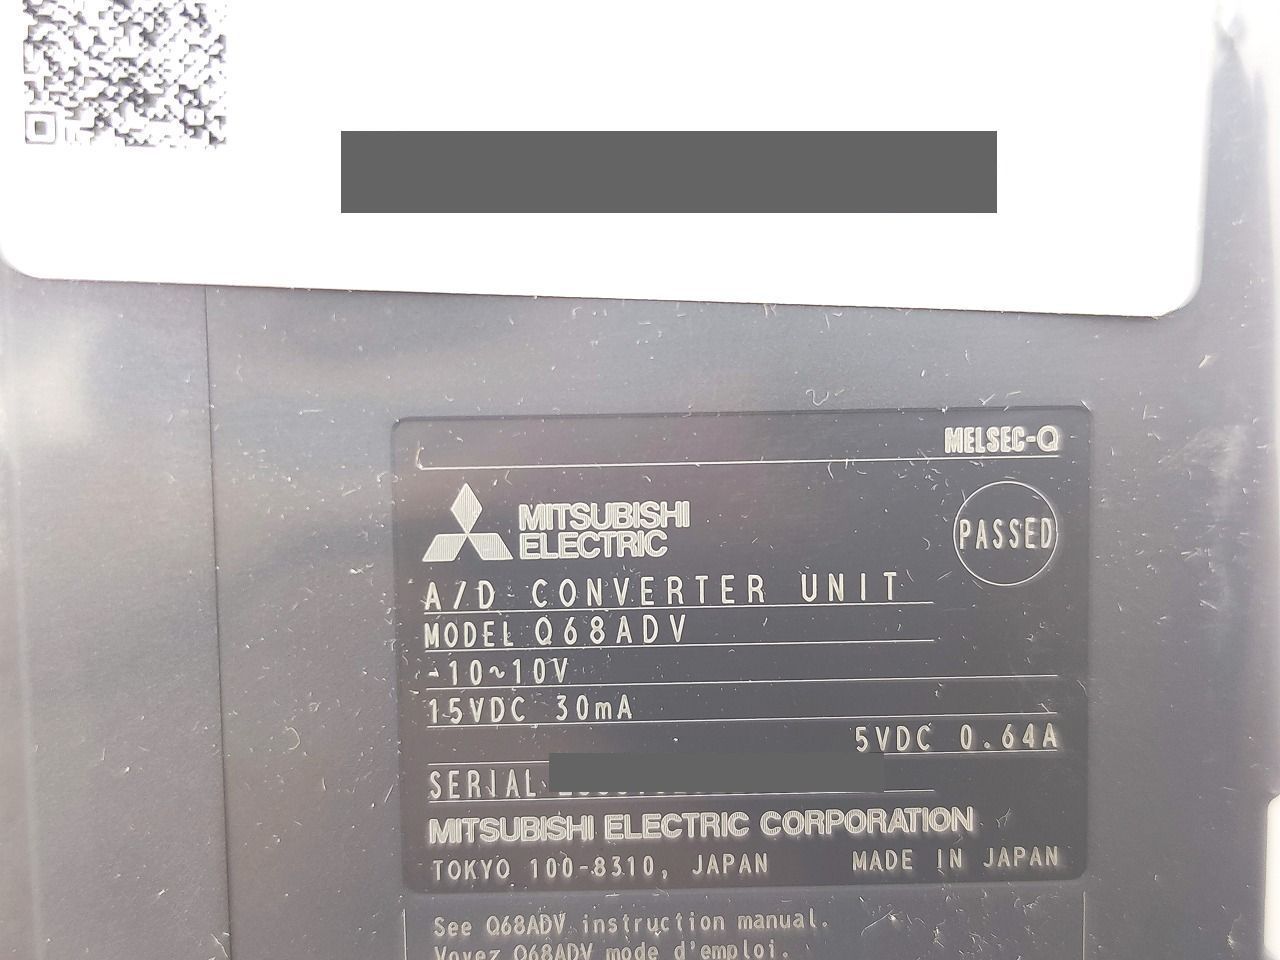 MELSEC-Q
MITSUBISHI
ELECTRIC
PASSED
A/D CONVERTER UNIT
MODEL Q68ADV
-10~10V
15VDC 30mA
5VDC 0.64A
SERIAL
MITSUBISHI ELECTRIC CORPORATION
TOKYO 100-8310, JAPAN MADE IN JAPAN
See Q68ADV instruction manual.
Voyez Q68ADV mode d'emploi.